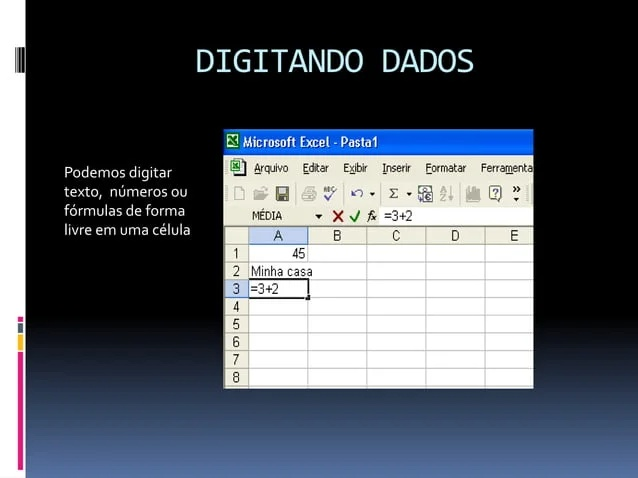 DIGITANDO DADOS
Podemos digitar
texto, números ou
fórmulas de forma
livre em uma célula
Microsoft Excel - Pasta1
Arquivo Editar Exibir Inserir Formatar Ferramenta
MÉDIA =3+2
A B C D E
1 45
2 Minha casa
3 =3+2
4
5
6
7
8